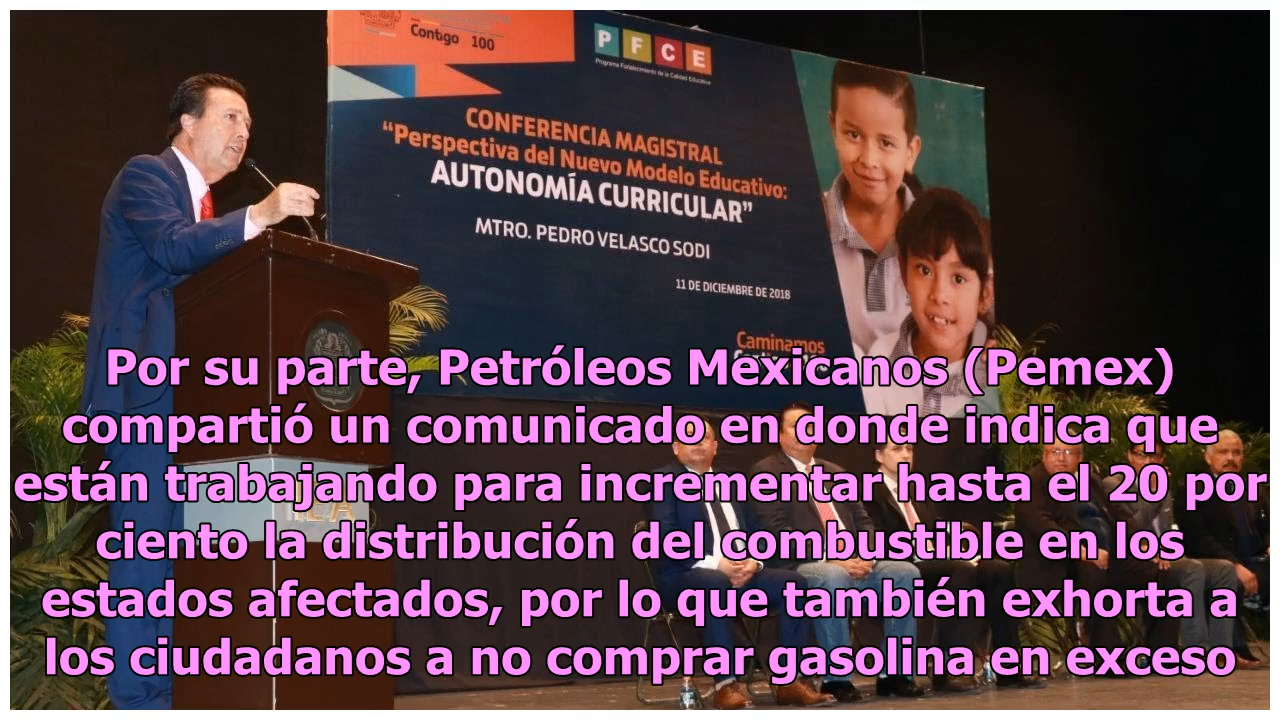 Contigo 100
P F C E
Programa Fortalecimiento de la Calidad Educativa
CONFERENCIA MAGISTRAL
“Perspectiva del Nuevo Modelo Educativo:
AUTONOMÍA CURRICULAR”
MTRO. PEDRO VELASCO SODI
11 DE DICIEMBRE DE 2018
Caminamos
Por su parte, Petróleos Mexicanos (Pemex)
compartió un comunicado en donde indica que
están trabajando para incrementar hasta el 20 por
ciento la distribución del combustible en los
estados afectados, por lo que también exhorta a
los ciudadanos a no comprar gasolina en exceso